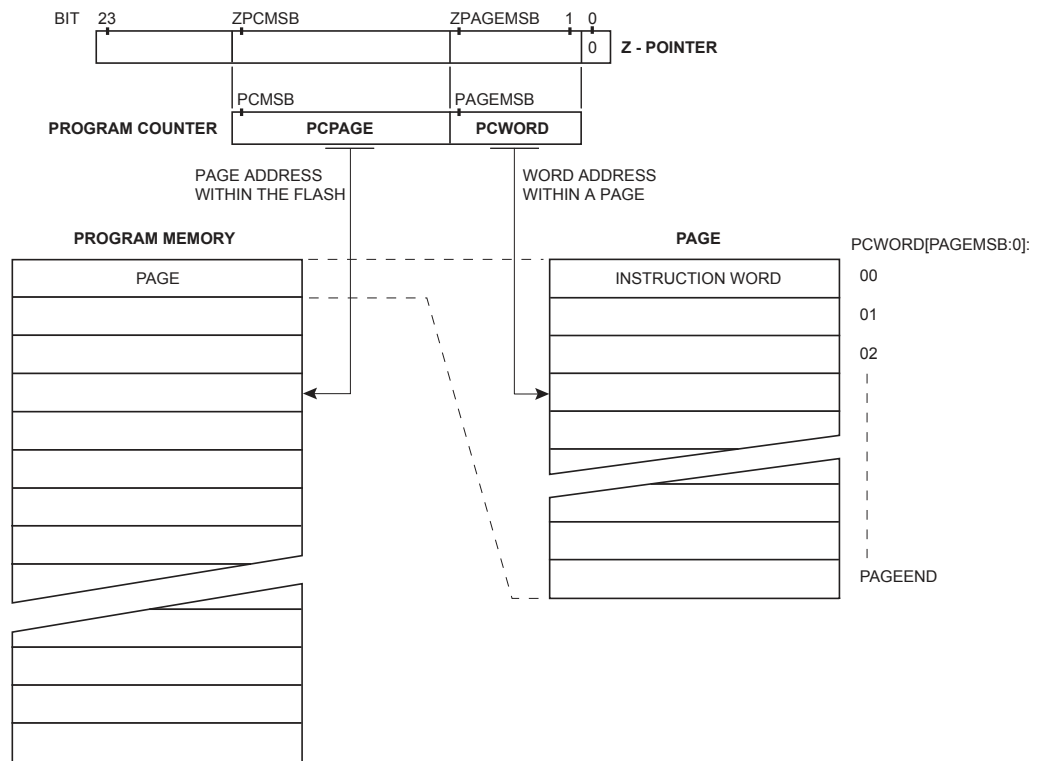 BIT 23 ZPCMSB ZPAGEMSB 1 0
0 Z - POINTER
PCMSB PAGEMSB
PROGRAM COUNTER PCPAGE PCWORD
PAGE ADDRESS
WITHIN THE FLASH
WORD ADDRESS
WITHIN A PAGE
PROGRAM MEMORY
PAGE
PAGE
INSTRUCTION WORD
PCWORD[PAGEMSB:0]:
00
01
02
PAGEEND